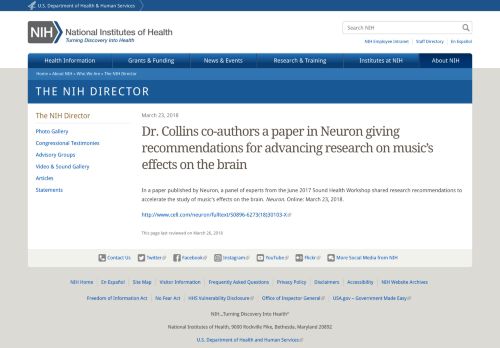 U.S. Department of Health & Human Services
Search NIH
NIH National Institutes of Health
Turning Discovery Into Health
NIH Employee Intranet | Staff Directory | En Español
Health Information Grants & Funding News & Events Research & Training Institutes at NIH About NIH
Home » About NIH » Who We Are » The NIH Director
THE NIH DIRECTOR
The NIH Director
Photo Gallery
Congressional Testimonies
Advisory Groups
Video & Sound Gallery
Articles
Statements
March 23, 2018
Dr. Collins co-authors a paper in Neuron giving
recommendations for advancing research on music's
effects on the brain
In a paper published by Neuron, a panel of experts from the June 2017 Sound Health Workshop shared research recommendations to
accelerate the study of music's effects on the brain. Neuron. Online: March 23, 2018.
http://www.cell.com/neuron/fulltext/S0896-6273(18)30103-X
This page last reviewed on March 26, 2018
Contact Us | Twitter | Facebook | Instagram | YouTube | Flickr | More Social Media from NIH
NIH Home | En Español | Site Map | Visitor Information | Frequently Asked Questions | Privacy Policy | Disclaimers | Accessibility | NIH Website Archives
Freedom of Information Act | No Fear Act | HHS Vulnerability Disclosure | Office of Inspector General | USA.gov – Government Made Easy
NIH...Turning Discovery Into Health®
National Institutes of Health, 9000 Rockville Pike, Bethesda, Maryland 20892
U.S. Department of Health and Human Services